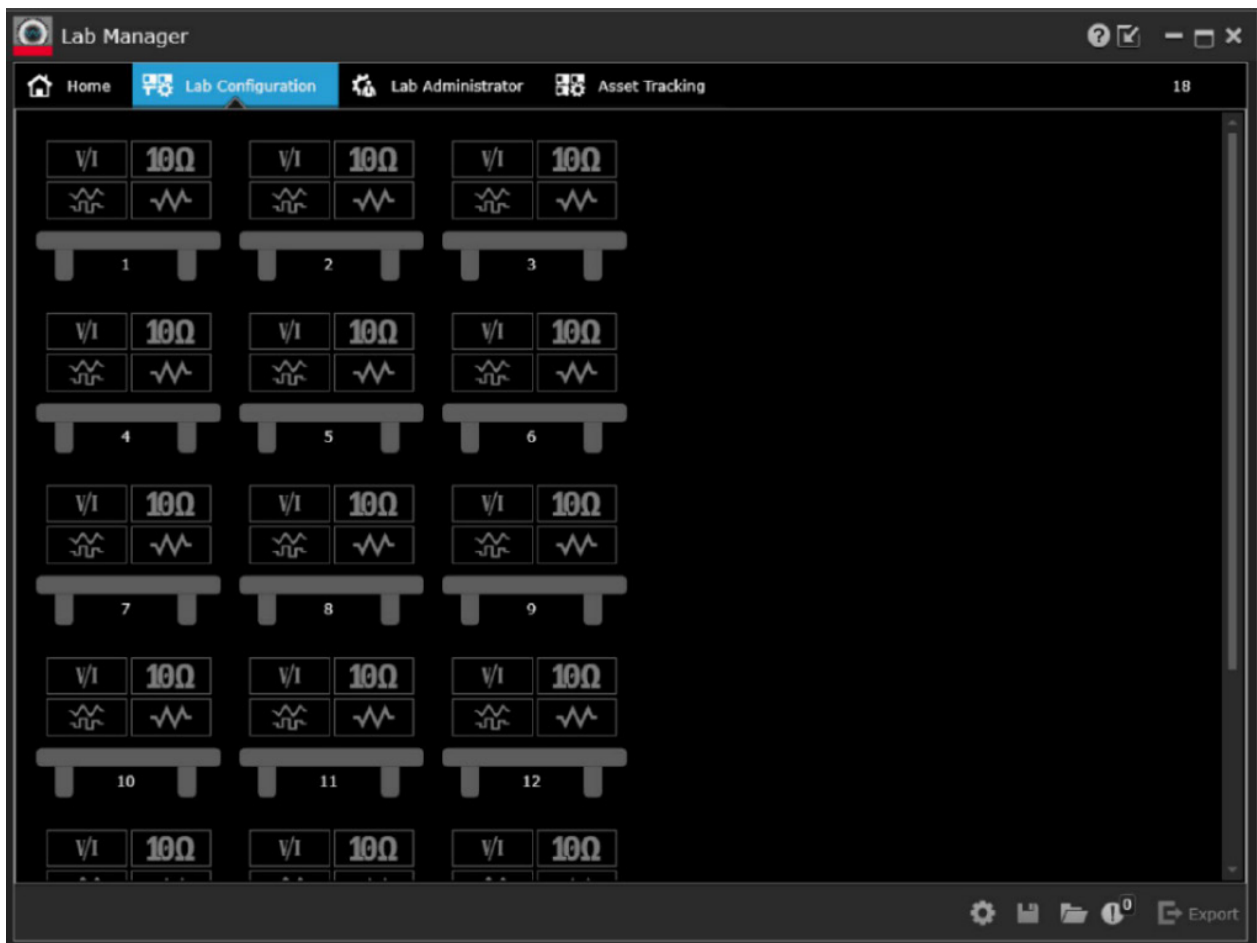 Lab Manager
Home Lab Configuration Lab Administrator Asset Tracking 18
V/I 10Ω V/I 10Ω V/I 10Ω
1 2 3
V/I 10Ω V/I 10Ω V/I 10Ω
4 5 6
V/I 10Ω V/I 10Ω V/I 10Ω
7 8 9
V/I 10Ω V/I 10Ω V/I 10Ω
10 11 12
V/I 10Ω V/I 10Ω V/I 10Ω
0 Export